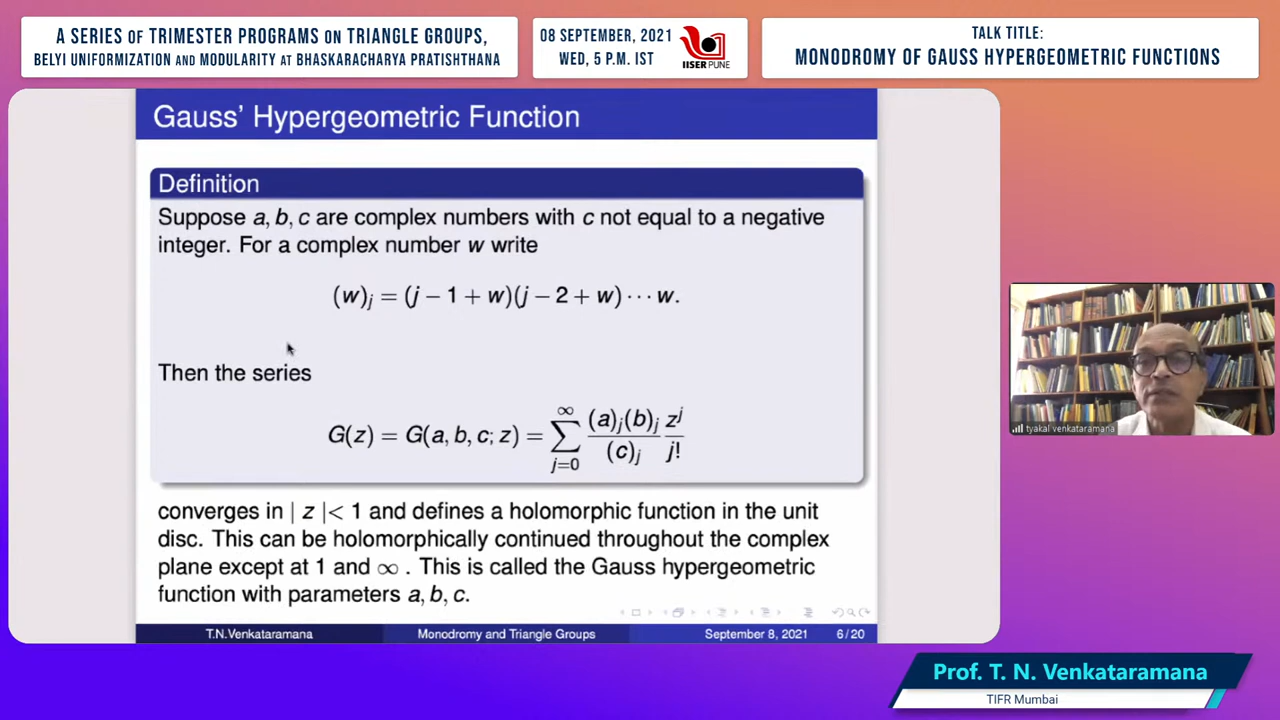 A SERIES OF TRIMESTER PROGRAMS ON TRIANGLE GROUPS,
BELYI UNIFORMIZATION AND MODULARITY AT BHASKARACHARYA PRATISHTHANA
08 SEPTEMBER, 2021
WED, 5 P.M. IST
IISER PUNE
TALK TITLE:
MONODROMY OF GAUSS HYPERGEOMETRIC FUNCTIONS
Gauss' Hypergeometric Function
Definition
Suppose a, b, c are complex numbers with c not equal to a negative
integer. For a complex number w write
(w)_j = (j − 1 + w)(j − 2 + w) ⋯ w.
Then the series
G(z) = G(a, b, c; z) = ∑_{j=0}^{∞} \frac{(a)_j(b)_j}{(c)_j} \frac{z^j}{j!}
converges in | z |< 1 and defines a holomorphic function in the unit
disc. This can be holomorphically continued throughout the complex
plane except at 1 and ∞ . This is called the Gauss hypergeometric
function with parameters a, b, c.
T.N.Venkataramana Monodromy and Triangle Groups September 8, 2021 6 / 20
tyakal venkataramana
Prof. T. N. Venkataramana
TIFR Mumbai